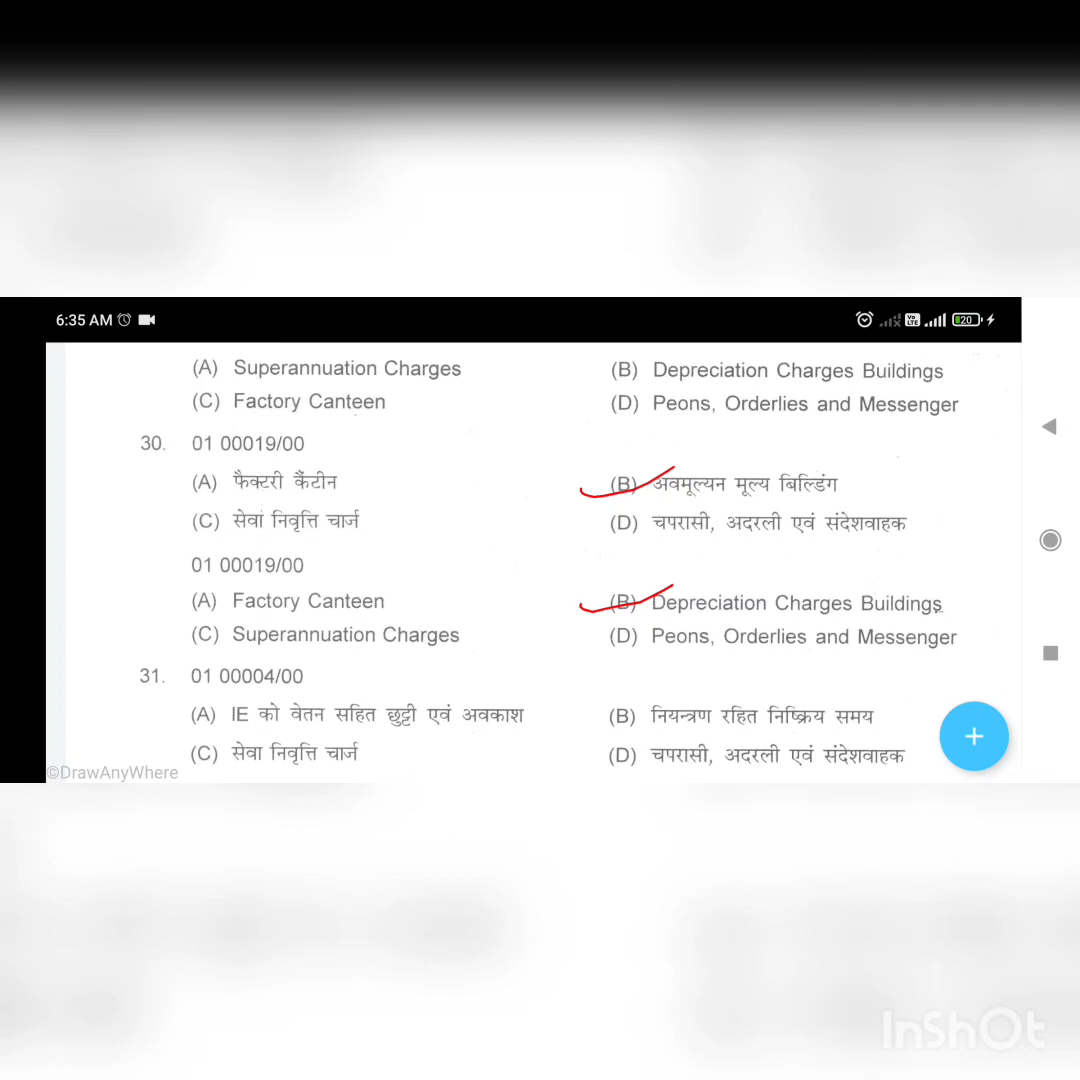 6:35 AM
Vo LTE 20
(A) Superannuation Charges (B) Depreciation Charges Buildings
(C) Factory Canteen (D) Peons, Orderlies and Messenger
30. 01 00019/00
(A) फैक्टरी कैंटीन (B) अवमूल्यन मूल्य बिल्डिंग
(C) सेवा निवृत्ति चार्ज (D) चपरासी, अदरली एवं संदेशवाहक
01 00019/00
(A) Factory Canteen (B) Depreciation Charges Buildings
(C) Superannuation Charges (D) Peons, Orderlies and Messenger
31. 01 00004/00
(A) IE को वेतन सहित छुट्टी एवं अवकाश (B) नियन्त्रण रहित निष्क्रिय समय
(C) सेवा निवृत्ति चार्ज (D) चपरासी, अदरली एवं संदेशवाहक
©DrawAnyWhere
InShOt